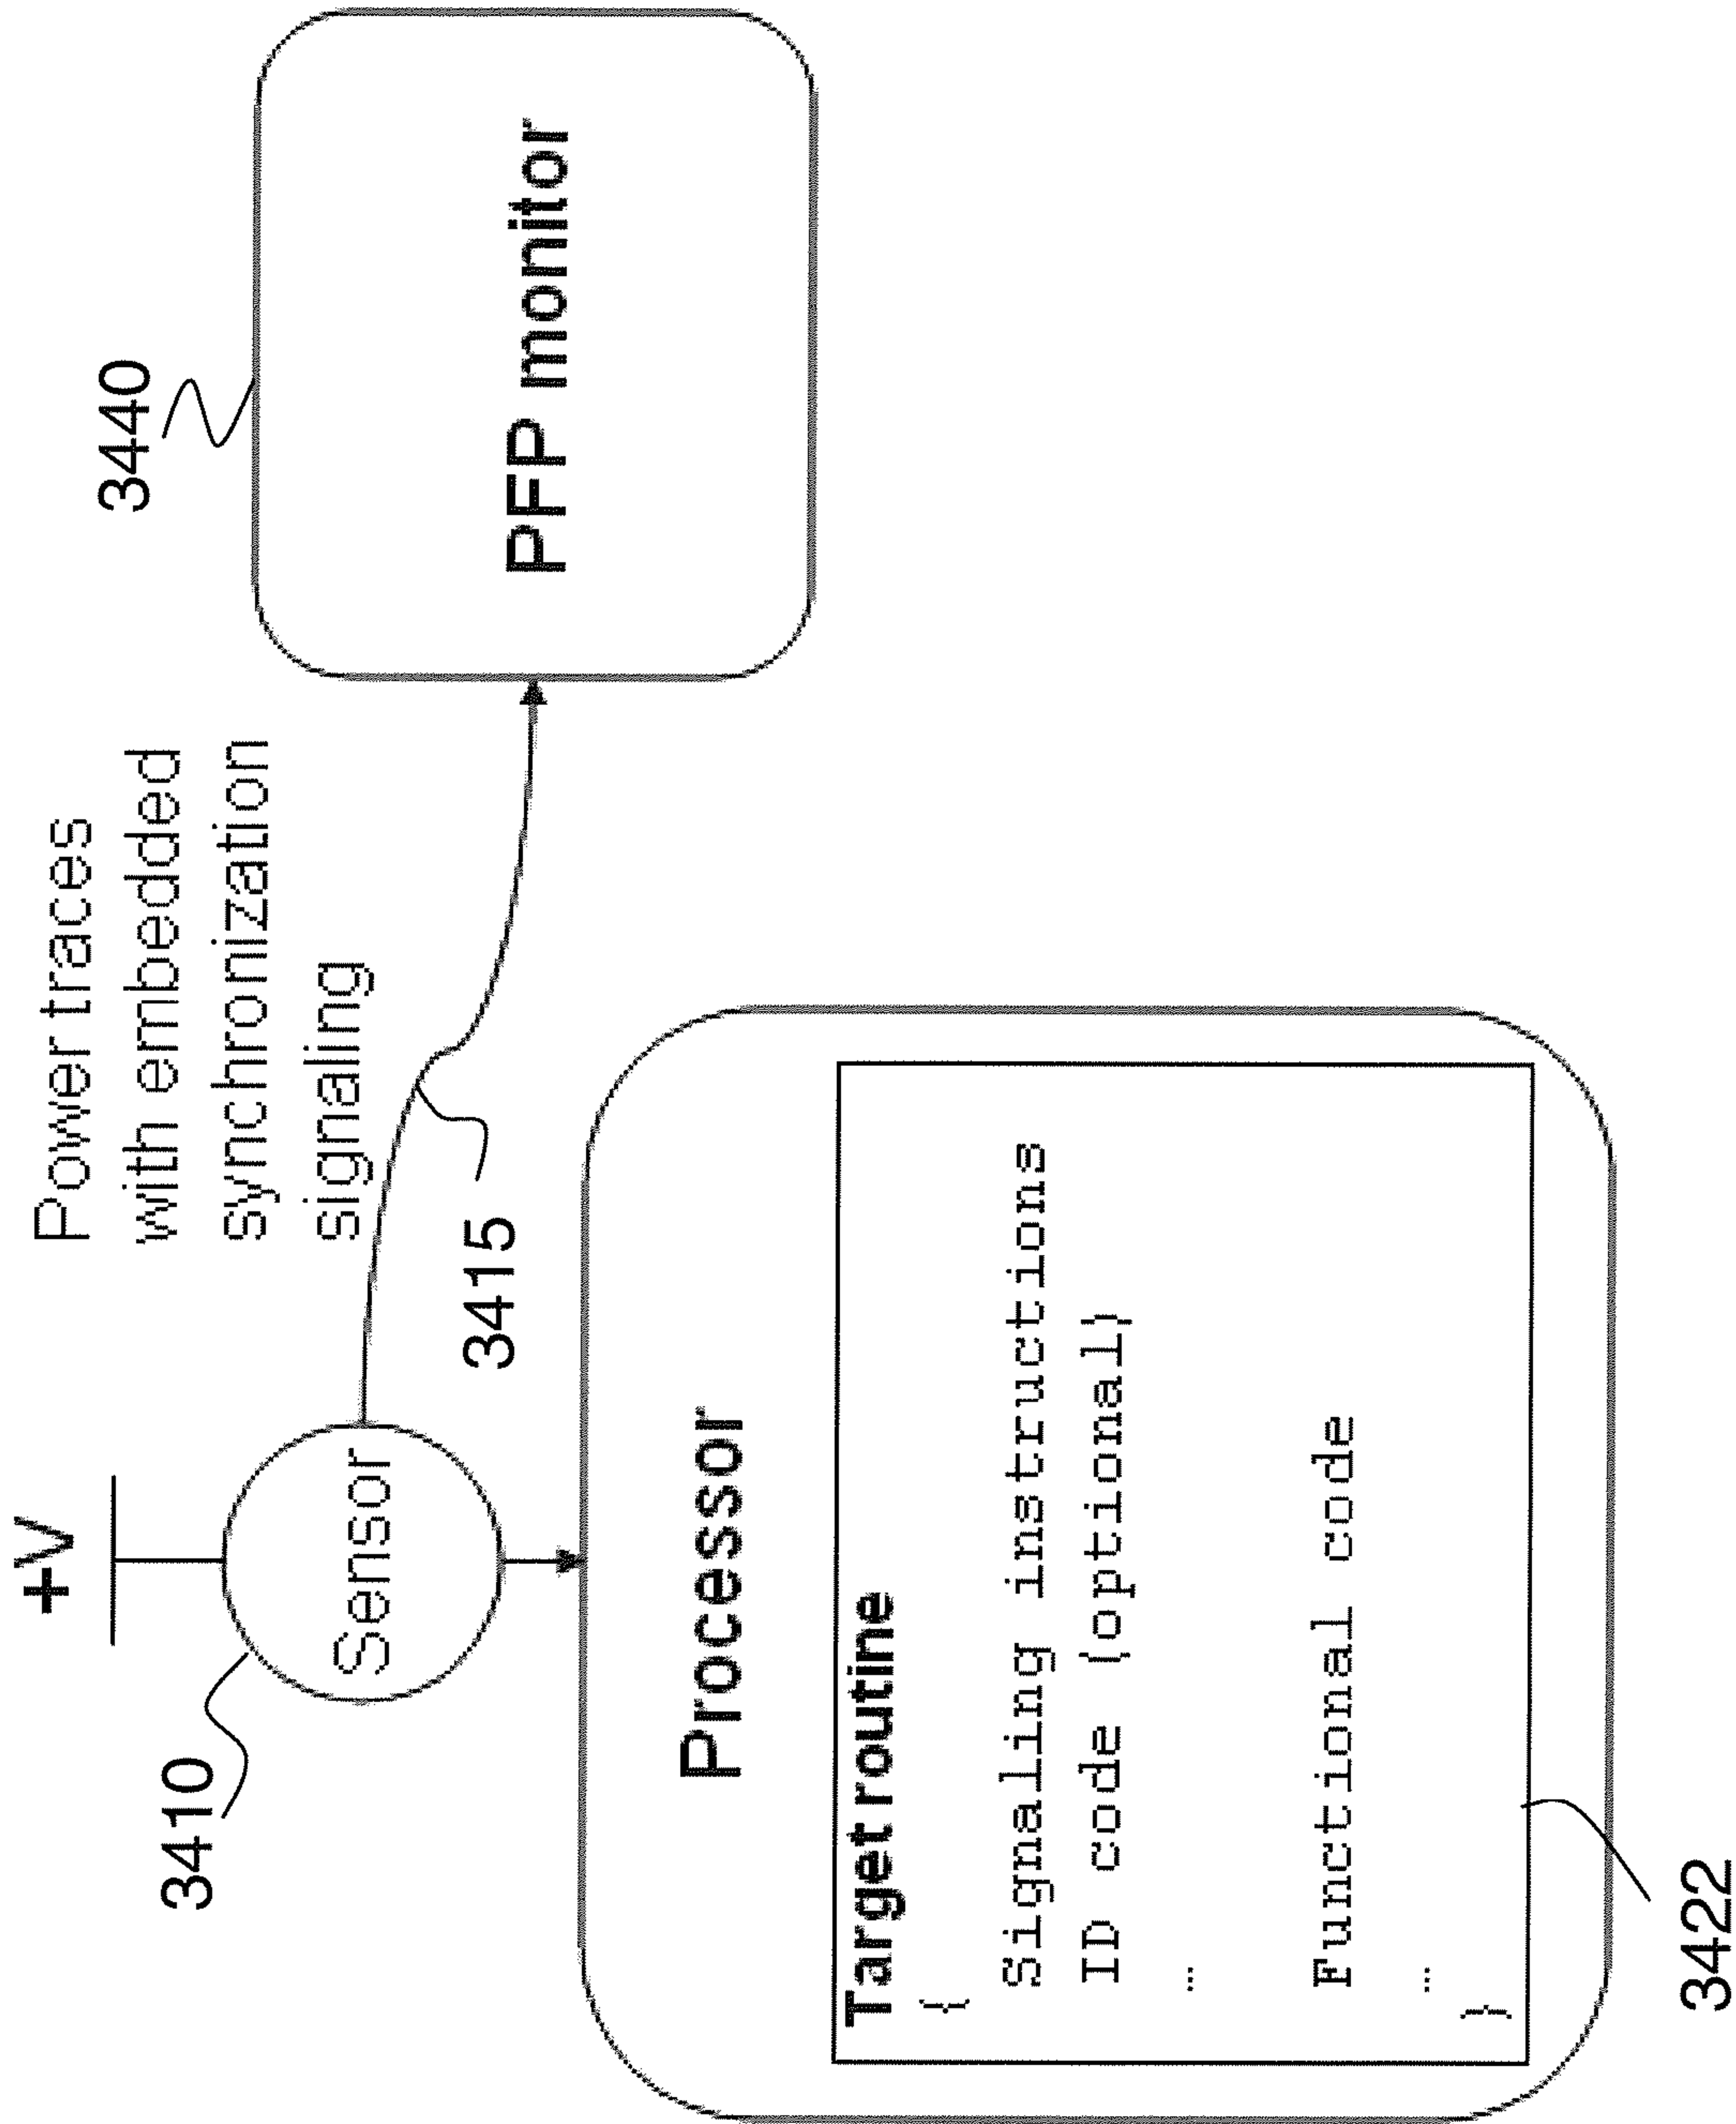 +V
Power traces
with embedded
synchronization
signaling
3440
3410
Sensor
3415
PFP monitor
Processor
Target routine
{
Signaling instructions
ID code (optional)
…
Functional code
…
}
3422